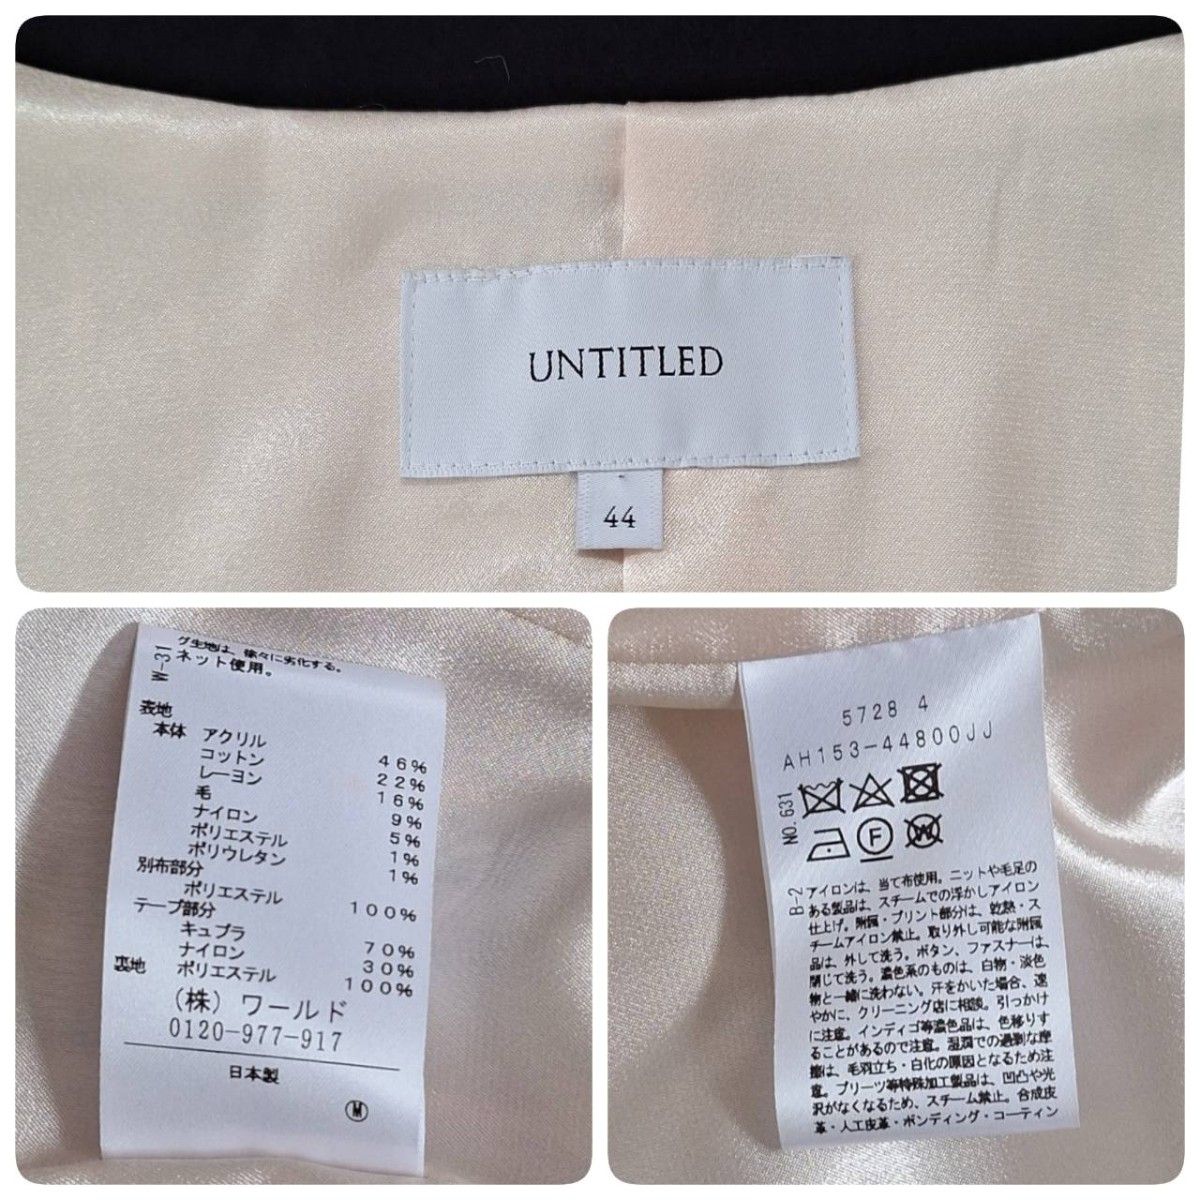 UNTITLED
44
グ生地は、徐々に劣化する。
ネット使用。
W-31
表地
本体 アクリル 46%
コットン 22%
レーヨン 16%
毛 9%
ナイロン 5%
ポリエステル 1%
ポリウレタン 1%
別布部分
ポリエステル 100%
テープ部分
キュプラ 70%
ナイロン 30%
裏地 ポリエステル 100%
(株) ワールド
0120-977-917
日本製
M
5728 4
AH153-44800JJ
NO.631
F
W
B-2
アイロンは、当て布使用。ニットや毛足の
ある製品は、スチームでの浮かしアイロン
仕上げ。附属・プリント部分は、乾熱・ス
チームアイロン禁止。取り外し可能な附属
品は、外して洗う。ボタン、ファスナーは、
閉じて洗う。濃色系のものは、白物・淡色
物と一緒に洗わない。汗をかいた場合、速
やかに、クリーニング店に相談。引っかけ
に注意。インディゴ等濃色品は、色移りす
ることがあるので注意。湿潤での過剰な摩
擦は、毛羽立ち・白化の原因となるため注
意。プリーツ等特殊加工製品は、凹凸や光
沢がなくなるため、スチーム禁止。合成皮
革・人工皮革・ボンディング・コーティン